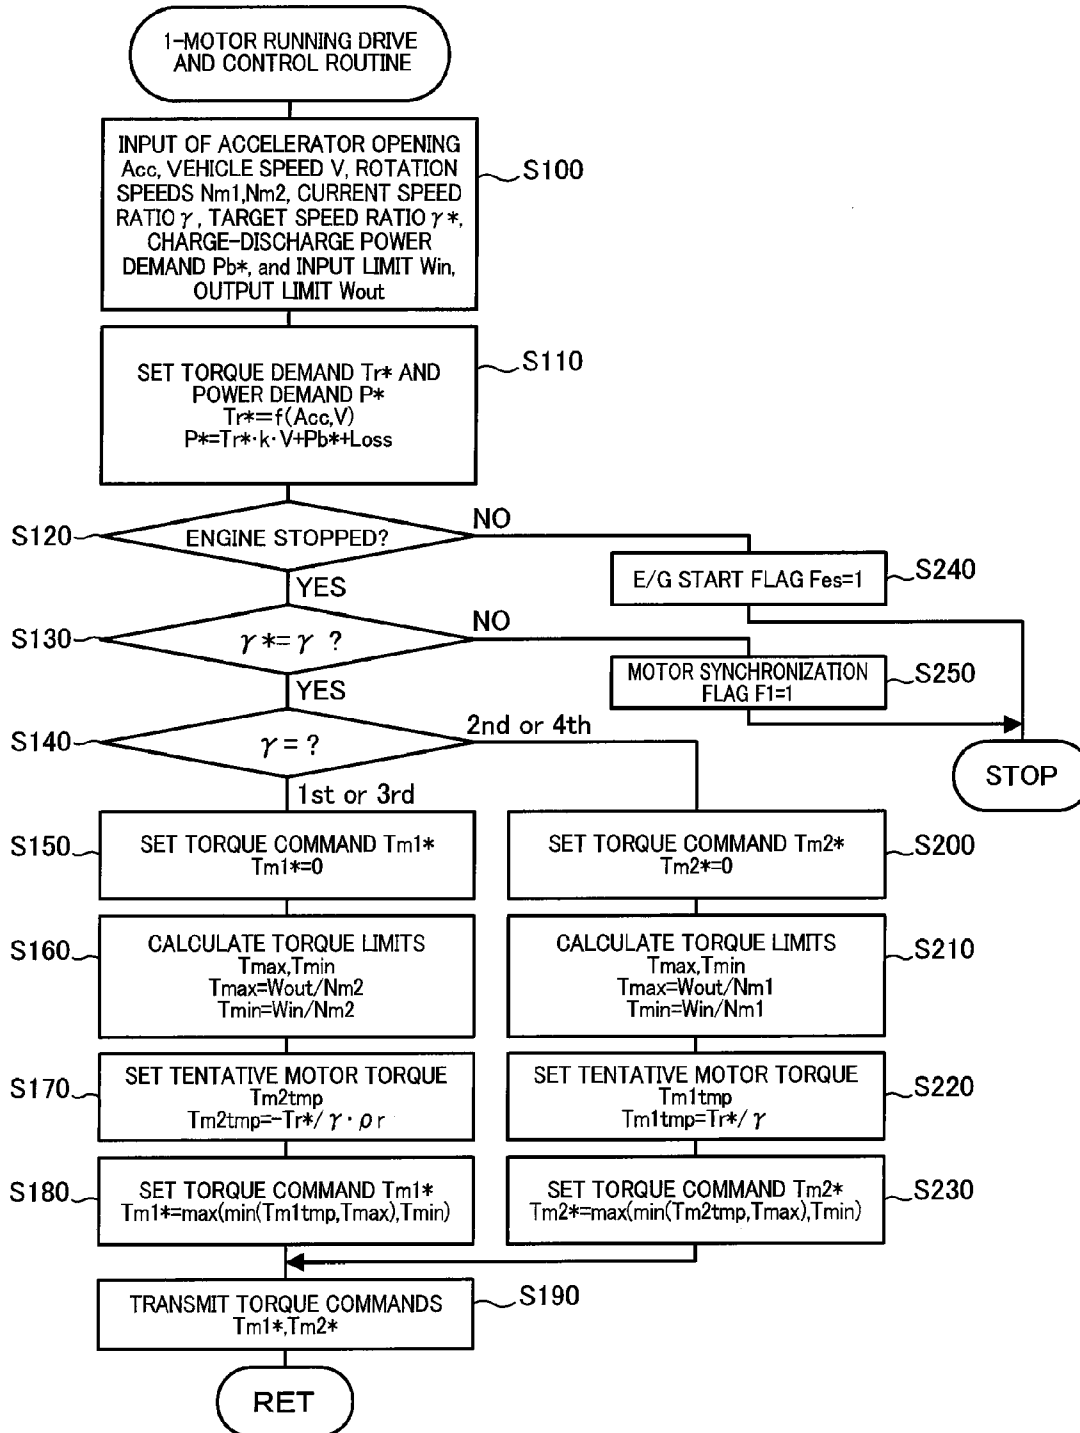 1-MOTOR RUNNING DRIVE
AND CONTROL ROUTINE
INPUT OF ACCELERATOR OPENING
Acc, VEHICLE SPEED V, ROTATION
SPEEDS Nm1,Nm2, CURRENT SPEED
RATIO γ, TARGET SPEED RATIO γ*,
CHARGE-DISCHARGE POWER
DEMAND Pb*, and INPUT LIMIT Win,
OUTPUT LIMIT Wout
S100
SET TORQUE DEMAND Tr* AND
POWER DEMAND P*
Tr*=f(Acc,V)
P*=Tr*·k·V+Pb*+Loss
S110
S120
ENGINE STOPPED?
NO
YES
E/G START FLAG Fes=1
S240
S130
γ*=γ ?
NO
YES
MOTOR SYNCHRONIZATION
FLAG F1=1
S250
STOP
S140
γ=?
2nd or 4th
1st or 3rd
S150
SET TORQUE COMMAND Tm1*
Tm1*=0
SET TORQUE COMMAND Tm2*
Tm2*=0
S200
S160
CALCULATE TORQUE LIMITS
Tmax,Tmin
Tmax=Wout/Nm2
Tmin=Win/Nm2
CALCULATE TORQUE LIMITS
Tmax,Tmin
Tmax=Wout/Nm1
Tmin=Win/Nm1
S210
S170
SET TENTATIVE MOTOR TORQUE
Tm2tmp
Tm2tmp=-Tr*/γ·ρr
SET TENTATIVE MOTOR TORQUE
Tm1tmp
Tm1tmp=Tr*/γ
S220
S180
SET TORQUE COMMAND Tm1*
Tm1*=max(min(Tm1tmp,Tmax),Tmin)
SET TORQUE COMMAND Tm2*
Tm2*=max(min(Tm2tmp,Tmax),Tmin)
S230
TRANSMIT TORQUE COMMANDS
Tm1*,Tm2*
S190
RET